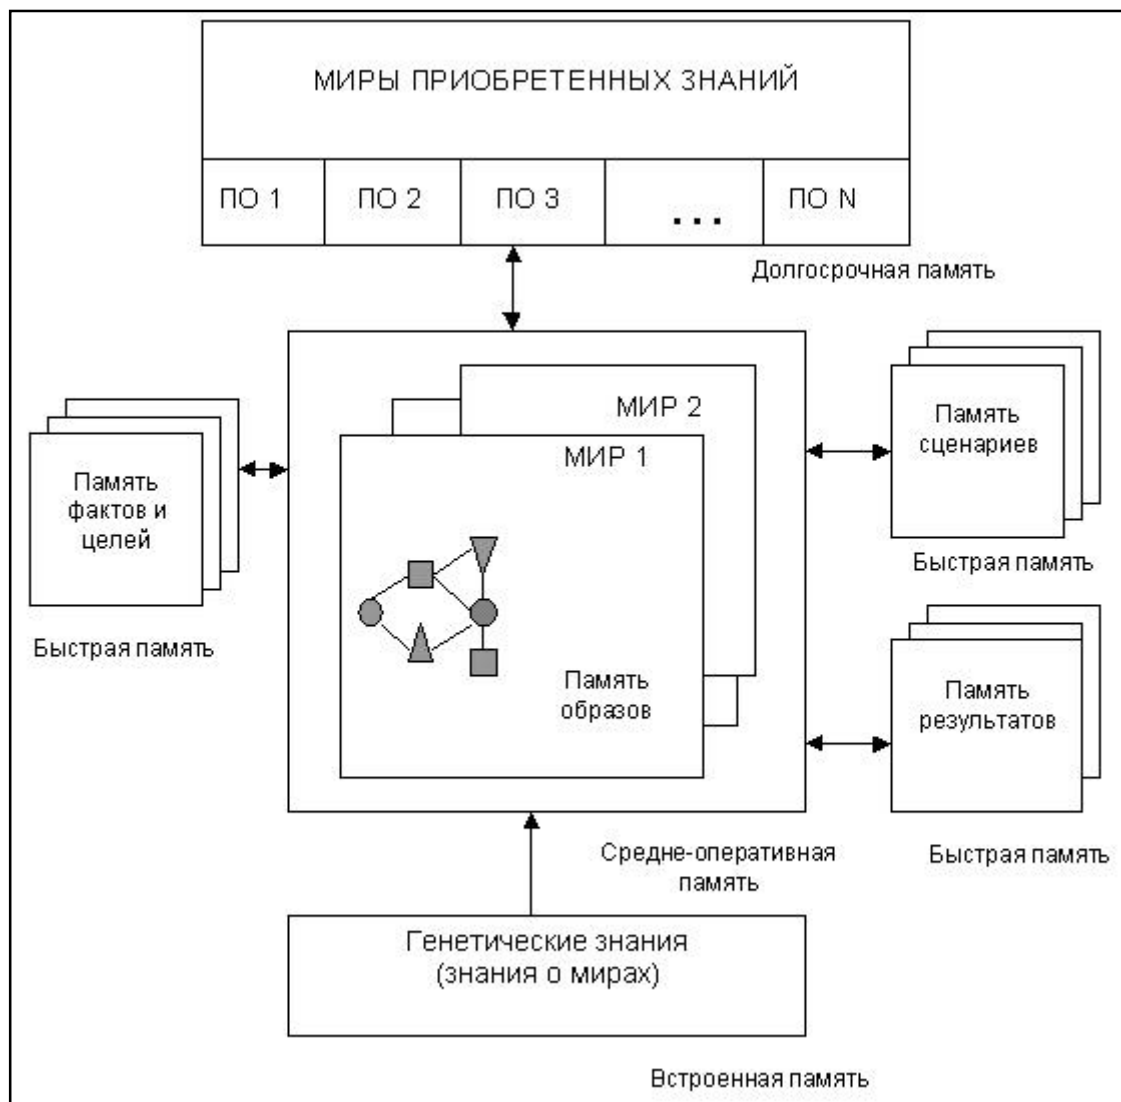 МИРЫ ПРИОБРЕТЕННЫХ ЗНАНИЙ
ПО 1
ПО 2
ПО 3
...
ПО N
Долгосрочная память
МИР 2
МИР 1
Память
образов
Память
фактов и
целей
Быстрая память
Память
сценариев
Быстрая память
Память
результатов
Быстрая память
Средне-оперативная
память
Генетические знания
(знания о мирах)
Встроенная память